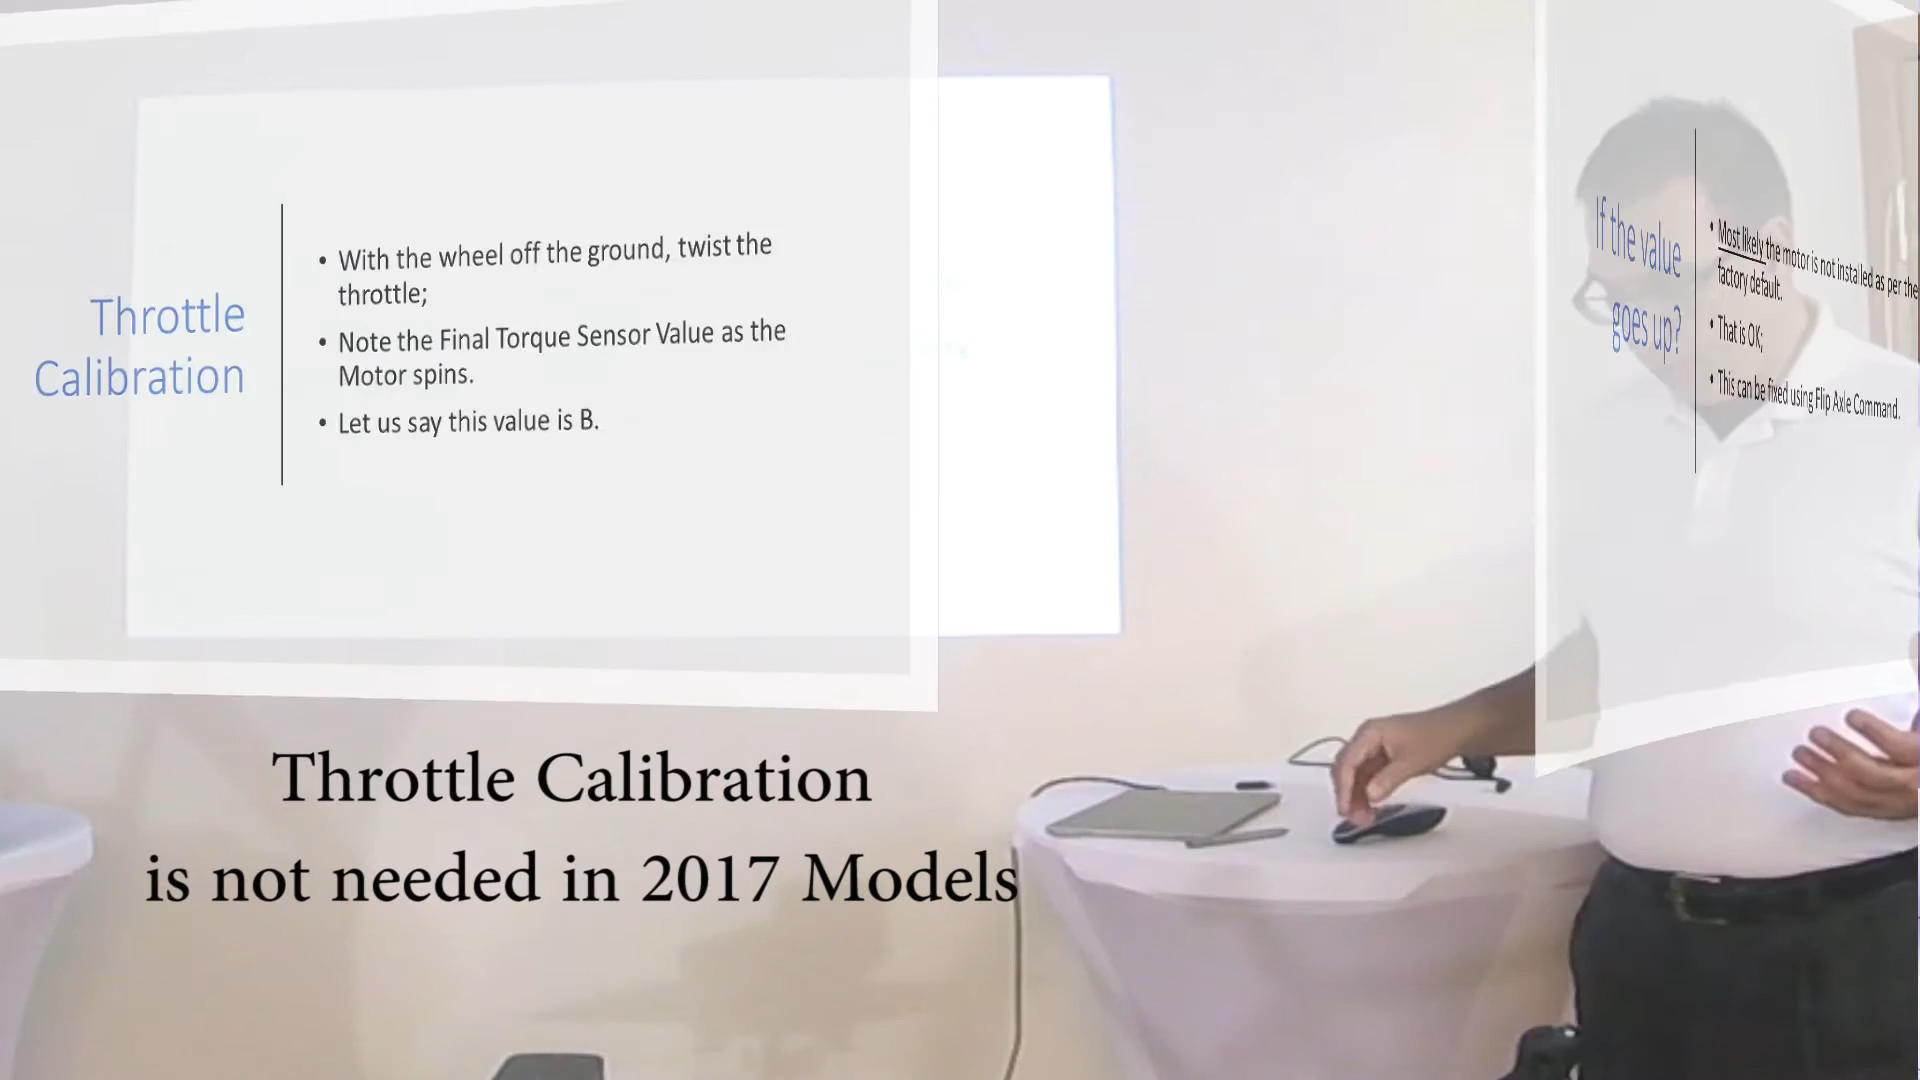 Throttle
Calibration
• With the wheel off the ground, twist the
throttle;
• Note the Final Torque Sensor Value as the
Motor spins.
• Let us say this value is B.
If the value
goes up?
• Most likely the motor is not installed as per the
factory default.
• That is OK;
• This can be fixed using Flip Axle Command.
Throttle Calibration
is not needed in 2017 Models